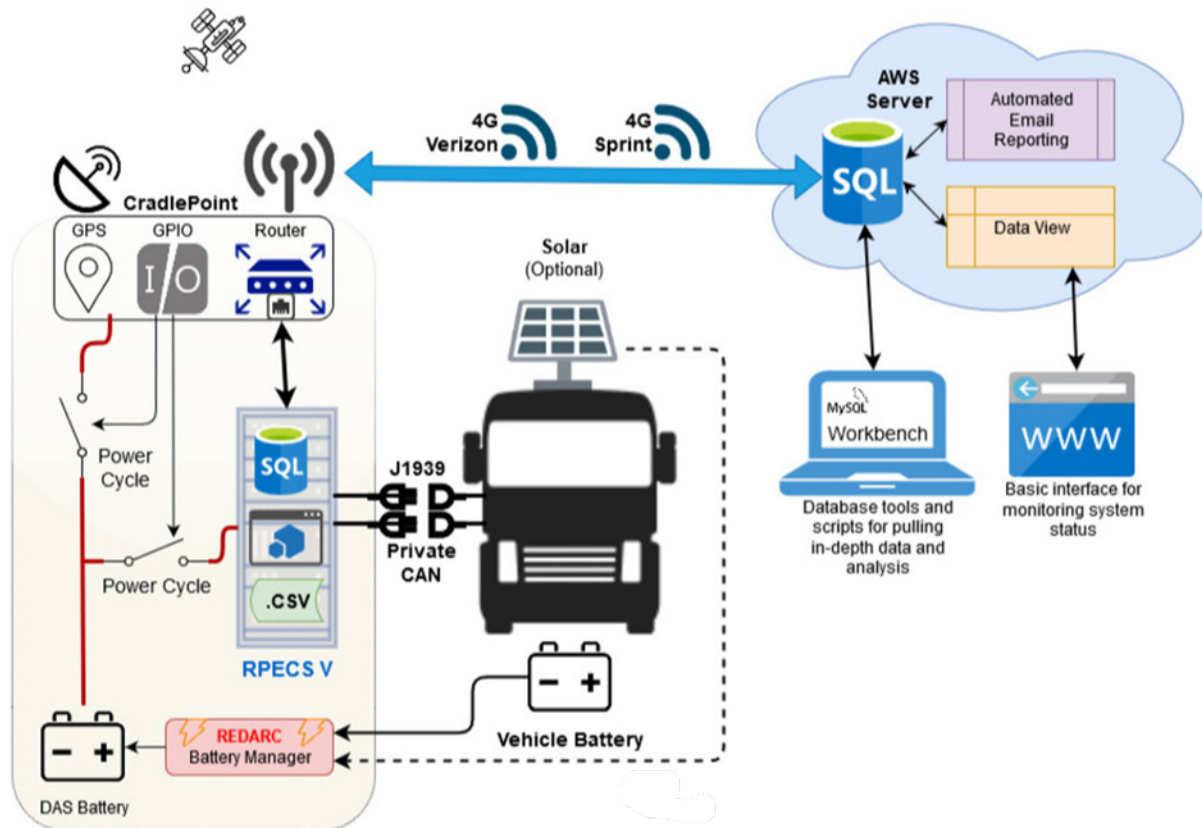 AWS
Server
Automated
Email
Reporting
4G
Verizon
4G
Sprint
SQL
Data View
CradlePoint
GPS
GPIO
Router
I/O
Solar
(Optional)
MySQL
Workbench
WWW
Power
Cycle
SQL
J1939
Database tools and
scripts for pulling
in-depth data and
analysis
Basic interface for
monitoring system
status
Private
CAN
Power Cycle
.CSV
RPECS V
REDARC
Battery Manager
Vehicle Battery
DAS Battery